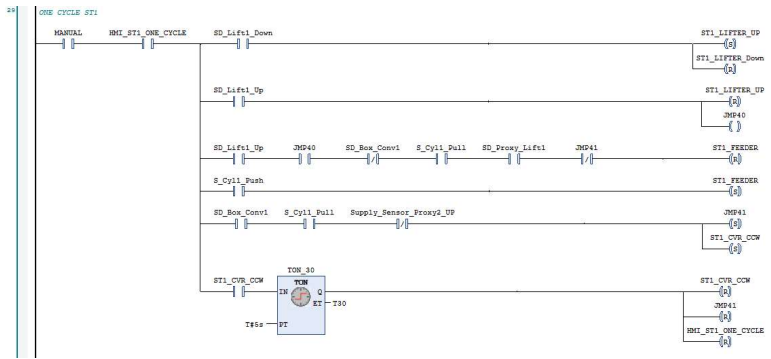 29
ONE CYCLE ST1
MANUAL HMI_ST1_ONE_CYCLE SD_Lift1_Down ST1_LIFTER_UP
S
ST1_LIFTER_Down
R
SD_Lift1_Up ST1_LIFTER_UP
R
JMP40
SD_Lift1_Up JMP40 SD_Box_Conv1 S_Cyl1_Pull SD_Proxy_Lift1 JMP41 ST1_FEEDER
R
S_Cyl1_Push ST1_FEEDER
S
SD_Box_Conv1 S_Cyl1_Pull Supply_Sensor_Proxy2_UP JMP41
S
ST1_CVR_CCW
S
TON_30
ST1_CVR_CCW TON ST1_CVR_CCW
IN Q R
ET T30
JMP41
R
T#5s PT
HMI_ST1_ONE_CYCLE
R